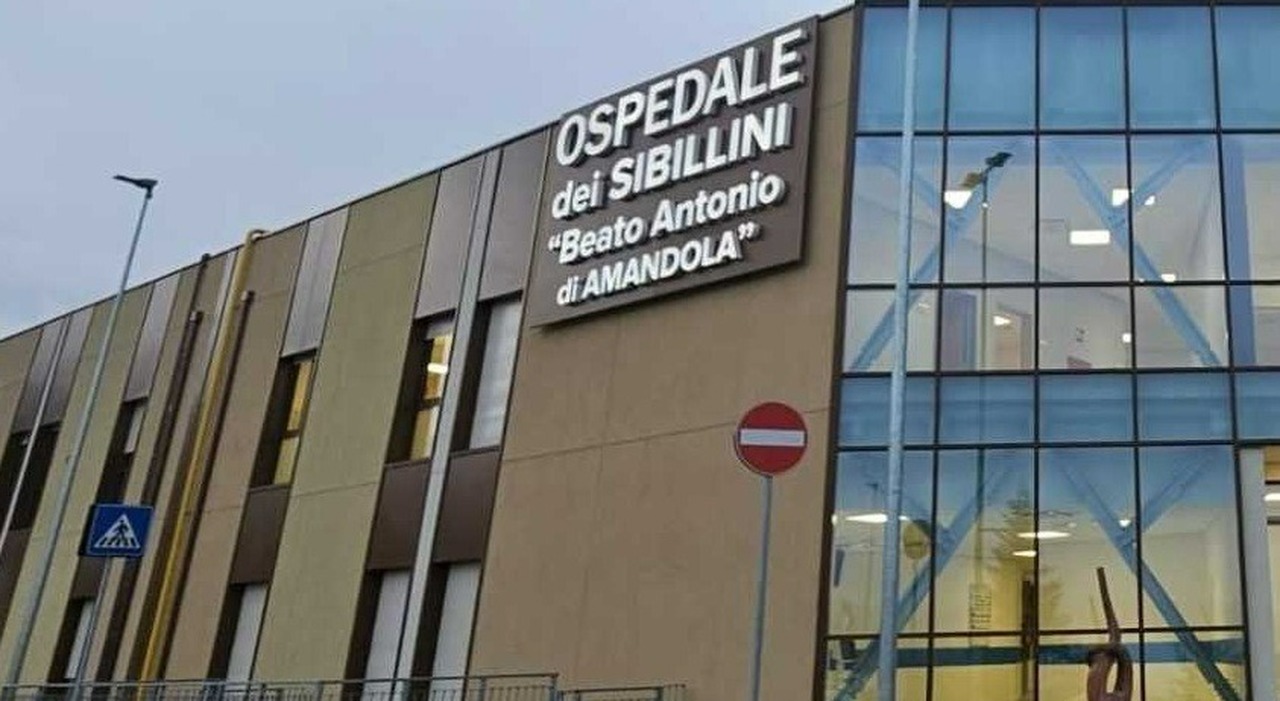 OSPEDALE
dei SIBILLINI
"Beato Antonio
di AMANDOLA"